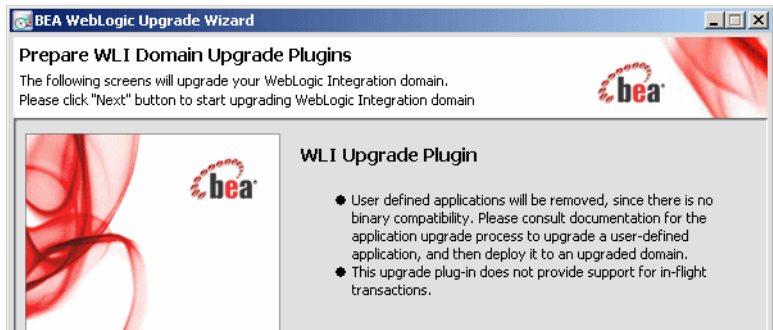 BEA WebLogic Upgrade Wizard
Prepare WLI Domain Upgrade Plugins
The following screens will upgrade your WebLogic Integration domain.
Please click "Next" button to start upgrading WebLogic Integration domain
bea
bea
WLI Upgrade Plugin
User defined applications will be removed, since there is no
binary compatibility. Please consult documentation for the
application upgrade process to upgrade a user-defined
application, and then deploy it to an upgraded domain.
This upgrade plug-in does not provide support for in-flight
transactions.